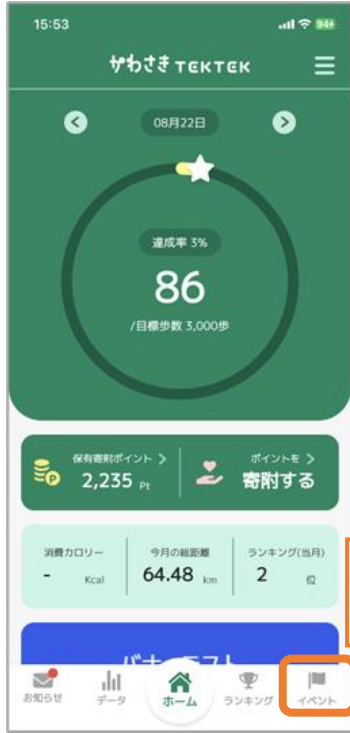 15:53
94+
かわさき TEKTEK
08月22日
達成率 3%
86
/目標歩数 3,000歩
保有寄附ポイント
2,235 Pt
ポイントを
寄附する
消費カロリー
- Kcal
今月の総距離
64.48 km
ランキング(当月)
2 位
お知らせ
データ
ホーム
ランキング
イベント